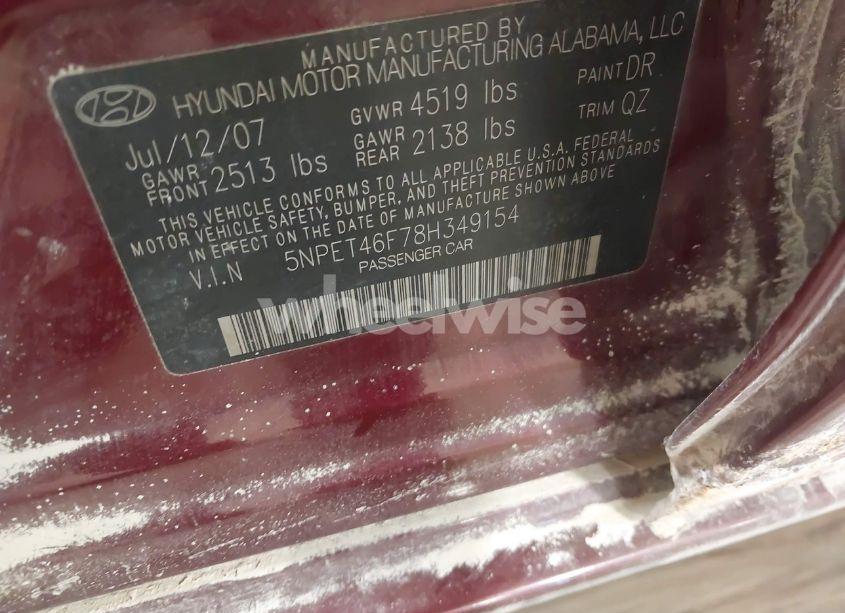 MANUFACTURED BY
HYUNDAI MOTOR MANUFACTURING ALABAMA, LLC
Jul/12/07 GVWR 4519 lbs PAINT DR
GAWR FRONT 2513 lbs GAWR REAR 2138 lbs TRIM QZ
THIS VEHICLE CONFORMS TO ALL APPLICABLE U.S.A. FEDERAL
MOTOR VEHICLE SAFETY, BUMPER, AND THEFT PREVENTION STANDARDS
IN EFFECT ON THE DATE OF MANUFACTURE SHOWN ABOVE
V.I.N 5NPET46F78H349154
PASSENGER CAR
wheelwise